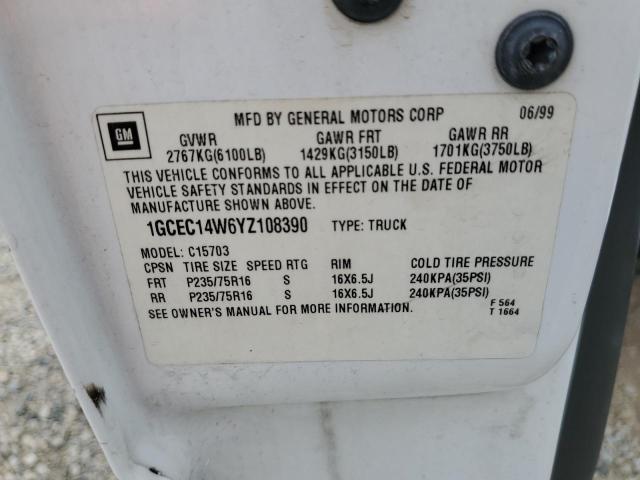 MFD BY GENERAL MOTORS CORP 06/99
GM
GVWR GAWR FRT GAWR RR
2767KG(6100LB) 1429KG(3150LB) 1701KG(3750LB)
THIS VEHICLE CONFORMS TO ALL APPLICABLE U.S. FEDERAL MOTOR
VEHICLE SAFETY STANDARDS IN EFFECT ON THE DATE OF
MANUFACTURE SHOWN ABOVE.
1GCEC14W6YZ108390 TYPE: TRUCK
MODEL: C15703
CPSN TIRE SIZE SPEED RTG RIM COLD TIRE PRESSURE
FRT P235/75R16 S 16X6.5J 240KPA(35PSI)
RR P235/75R16 S 16X6.5J 240KPA(35PSI)
SEE OWNER'S MANUAL FOR MORE INFORMATION.
F 564
T 1664